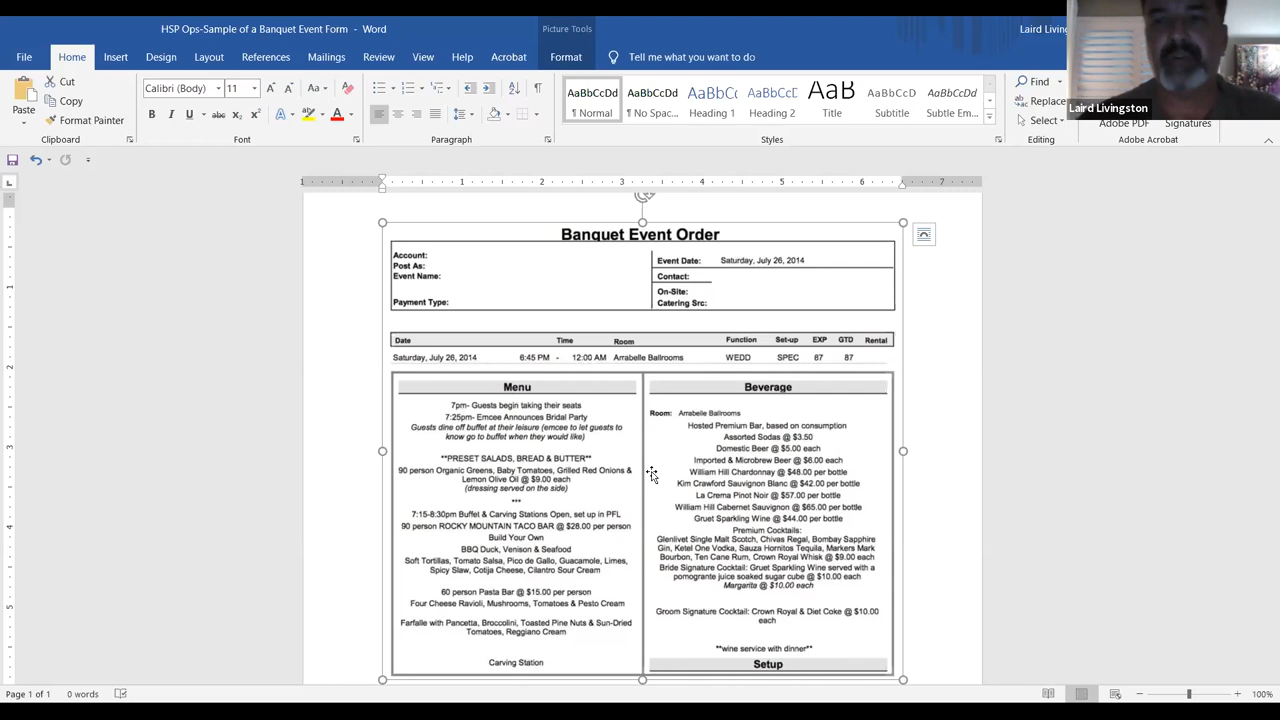 HSP Ops-Sample of a Banquet Event Form - Word
Picture Tools
Laird Livin
File Home Insert Design Layout References Mailings Review View Help Acrobat Format Tell me what you want to do
Laird Livingston
Paste
Cut
Copy
Format Painter
Clipboard
Calibri (Body) 11
Font
Paragraph
AaBbCcDc AaBbCcDc AaBbCc AaBbCcD AaB AaBbCcD AaBbCcD
¶ Normal ¶ No Spac... Heading 1 Heading 2 Title Subtitle Subtle Em...
Styles
Find
Replace
Select
Editing
Adobe PDF Signatures
Adobe Acrobat
1 1 2 3 4 5 6 7
Banquet Event Order
Account:
Post As:
Event Name:
Payment Type:
Event Date: Saturday, July 26, 2014
Contact:
On-Site:
Catering Src:
Date Time Room Function Set-up EXP GTD Rental
Saturday, July 26, 2014 6:45 PM - 12:00 AM Arrabelle Ballrooms WEDD SPEC 87 87
Menu
7pm- Guests begin taking their seats
7:25pm- Emcee Announces Bridal Party
Guests dine off buffet at their leisure (emcee to let guests to
know go to buffet when they would like)
**PRESET SALADS, BREAD & BUTTER**
90 person Organic Greens, Baby Tomatoes, Grilled Red Onions &
Lemon Olive Oil @ $9.00 each
(dressing served on the side)
***
7:15-8:30pm Buffet & Carving Stations Open, set up in PFL
90 person ROCKY MOUNTAIN TACO BAR @ $28.00 per person
Build Your Own
BBQ Duck, Venison & Seafood
Soft Tortillas, Tomato Salsa, Pico de Gallo, Guacamole, Limes,
Spicy Slaw, Cotija Cheese, Cilantro Sour Cream
60 person Pasta Bar @ $15.00 per person
Four Cheese Ravioli, Mushrooms, Tomatoes & Pesto Cream
Farfalle with Pancetta, Broccolini, Toasted Pine Nuts & Sun-Dried
Tomatoes, Reggiano Cream
Carving Station
Beverage
Room: Arrabelle Ballrooms
Hosted Premium Bar, based on consumption
Assorted Sodas @ $3.50
Domestic Beer @ $5.00 each
Imported & Microbrew Beer @ $6.00 each
William Hill Chardonnay @ $48.00 per bottle
Kim Crawford Sauvignon Blanc @ $42.00 per bottle
La Crema Pinot Noir @ $57.00 per bottle
William Hill Cabernet Sauvignon @ $65.00 per bottle
Gruet Sparkling Wine @ $44.00 per bottle
Premium Cocktails:
Glenlivet Single Malt Scotch, Chivas Regal, Bombay Sapphire
Gin, Ketel One Vodka, Sauza Hornitos Tequila, Markers Mark
Bourbon, Ten Cane Rum, Crown Royal Whisk @ $9.00 each
Bride Signature Cocktail: Gruet Sparkling Wine served with a
pomogrante juice soaked sugar cube @ $10.00 each
Margarita @ $10.00 each
Groom Signature Cocktail: Crown Royal & Diet Coke @ $10.00
each
**wine service with dinner**
Setup
1
2
3
4
5
Page 1 of 1 0 words
100%